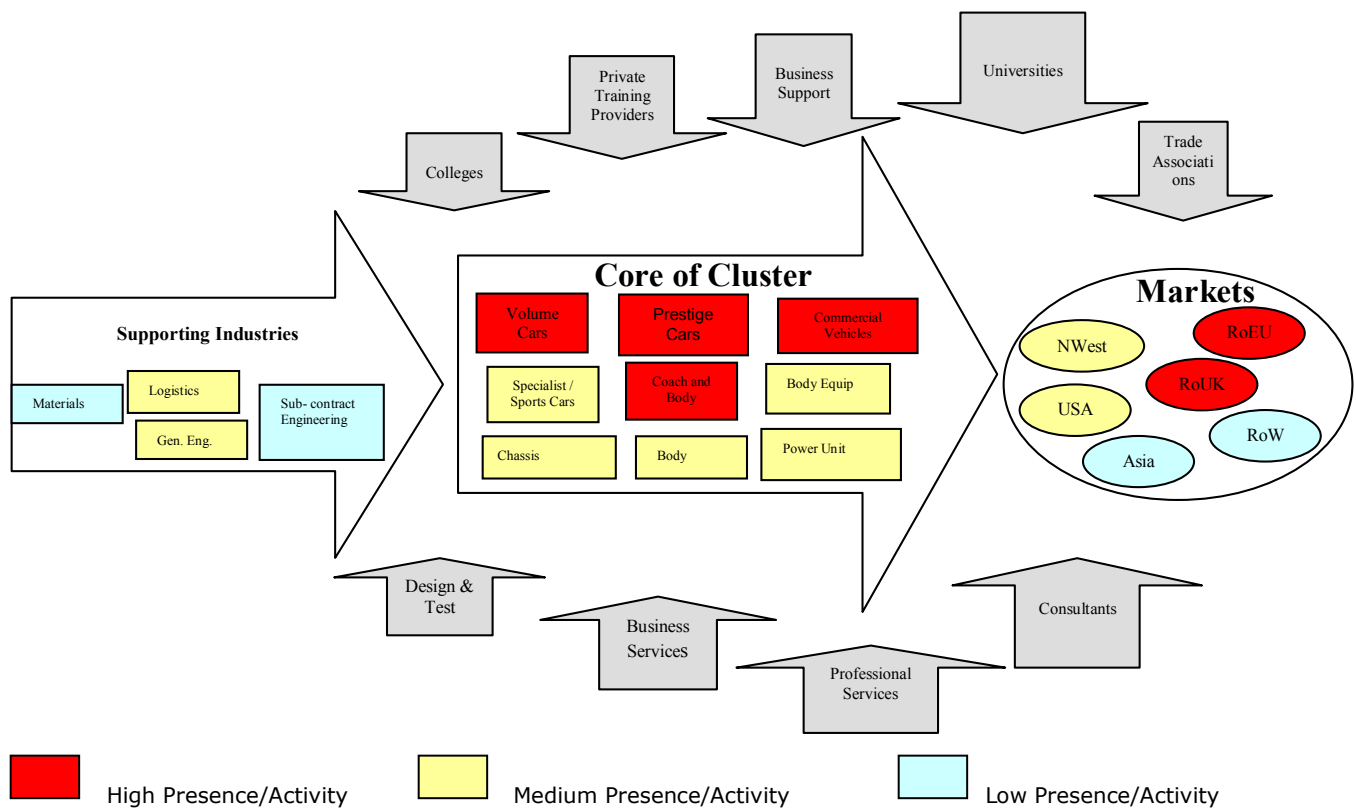 Universities
Business
Support
Private
Training
Providers
Trade
Associati
ons
Colleges
Core of Cluster
Markets
Supporting Industries
Volume
Cars
Prestige
Cars
Commercial
Vehicles
NWest
RoEU
Materials
Logistics
Sub- contract
Engineering
Gen. Eng.
Specialist /
Sports Cars
Coach and
Body
Body Equip
RoUK
USA
RoW
Chassis
Body
Power Unit
Asia
Design &
Test
Business
Services
Professional
Services
Consultants
High Presence/Activity
Medium Presence/Activity
Low Presence/Activity